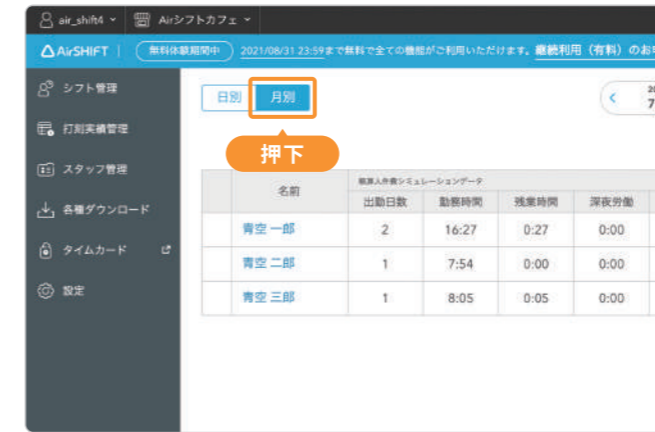 air_shift4 Airシフトカフェ
AirSHIFT 無料体験期間中 2021/08/31 23:59まで無料で全ての機能がご利用いただけます。継続利用（有料）のお
シフト管理
日別 月別
20
7
打刻実績管理
押下
スタッフ管理
名前
出勤日数 勤務時間 残業時間 深夜労働
各種ダウンロード
青空 一郎 2 16:27 0:27 0:00
タイムカード
青空 二郎 1 7:54 0:00 0:00
設定
青空 三郎 1 8:05 0:05 0:00